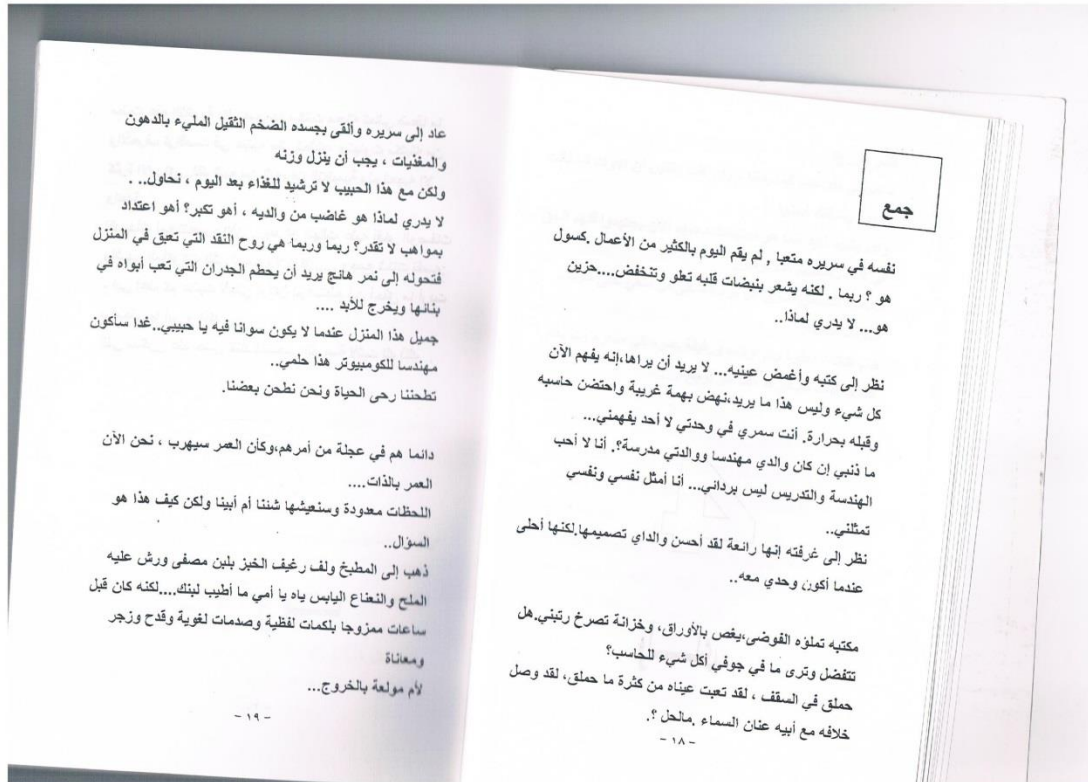 جمع
نفسه في سريره متعبا , لم يقم اليوم بالكثير من الأعمال .كسول
هو ؟ ربما . لكنه يشعر بنبضات قلبه تعلو وتنخفض....حزين
هو... لا يدري لماذا..
نظر إلى كتبه وأغمض عينيه... لا يريد أن يراها،إنه يفهم الآن
كل شيء وليس هذا ما يريد،نهض بهمة غريبة واحتضن حاسبه
وقبله بحرارة. أنت سمري في وحدتي لا أحد يفهمني...
ما ذنبي إن كان والدي مهندسا ووالدتي مدرسة؟. أنا لا أحب
الهندسة والتدريس ليس برداني... أنا أمثل نفسي ونفسي
تمثلني..
نظر إلى غرفته إنها رائعة لقد أحسن والداي تصميمها.لكنها أحلى
عندما أكون وحدي معه..
مكتبه تملؤه الفوضى،يغص بالأوراق، وخزانة تصرخ رتبني.هل
تتفضل وترى ما في جوفي أكل شيء للحاسب؟
حملق في السقف ، لقد تعبت عيناه من كثرة ما حملق، لقد وصل
خلافه مع أبيه عنان السماء .مالحل ؟.
- ١٨ -
عاد إلى سريره وألقى بجسده الضخم الثقيل المليء بالدهون
والمغذيات ، يجب أن ينزل وزنه
ولكن مع هذا الحبيب لا ترشيد للغذاء بعد اليوم ، نحاول.. .
لا يدري لماذا هو غاضب من والديه ، أهو تكبر؟ أهو اعتداد
بمواهب لا تقدر؟ ربما وربما هي روح النقد التي تعبق في المنزل
فتحوله إلى نمر هائج يريد أن يحطم الجدران التي تعب أبواه في
بنائها ويخرج للأبد ....
جميل هذا المنزل عندما لا يكون سوانا فيه يا حبيبي..غدا سأكون
مهندسا للكومبيوتر هذا حلمي..
تطحننا رحى الحياة ونحن نطحن بعضنا.
دائما هم في عجلة من أمرهم،وكأن العمر سيهرب ، نحن الآن
العمر بالذات....
اللحظات معدودة وسنعيشها شئنا أم أبينا ولكن كيف هذا هو
السؤال..
ذهب إلى المطبخ ولف رغيف الخبز بلبن مصفى ورش عليه
الملح والنعناع اليابس ياه يا أمي ما أطيب لبنك....لكنه كان قبل
ساعات ممزوجا بلكمات لفظية وصدمات لغوية وقدح وزجر
ومعاناة
لأم مولعة بالخروج...
- ١٩ -